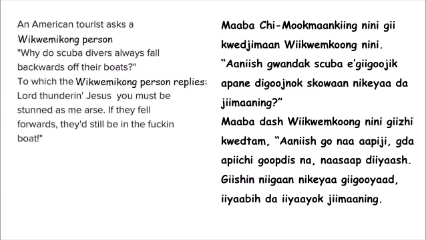 An American tourist asks a
Wikwemikong person
"Why do scuba divers always fall
backwards off their boats?"
To which the Wikwemikong person replies:
Lord thunderin' Jesus you must be
stunned as me arse. If they fell
forwards, they'd still be in the fuckin
boat!"
Maaba Chi-Mookmaankiing nini gii
kwedjimaan Wiikwemkoong nini.
“Aaniish gwandak scuba e’giigoojik
apane digoojnok skowaan nikeyaa da
jiimaaning?”
Maaba dash Wiikwemkoong nini giizhi
kwedtam, “Aaniish go naa aapiji, gda
apiichi goopdis na, naasaap diiyaash.
Giishin niigaan nikeyaa giigooyaad,
iiyaabih da iiyaayok jiimaaning.